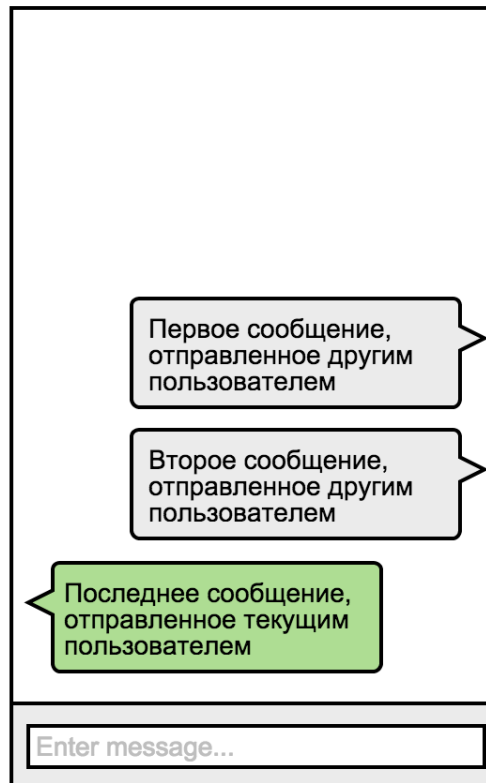 Первое сообщение,
отправленное другим
пользователем
Второе сообщение,
отправленное другим
пользователем
Последнее сообщение,
отправленное текущим
пользователем
Enter message...